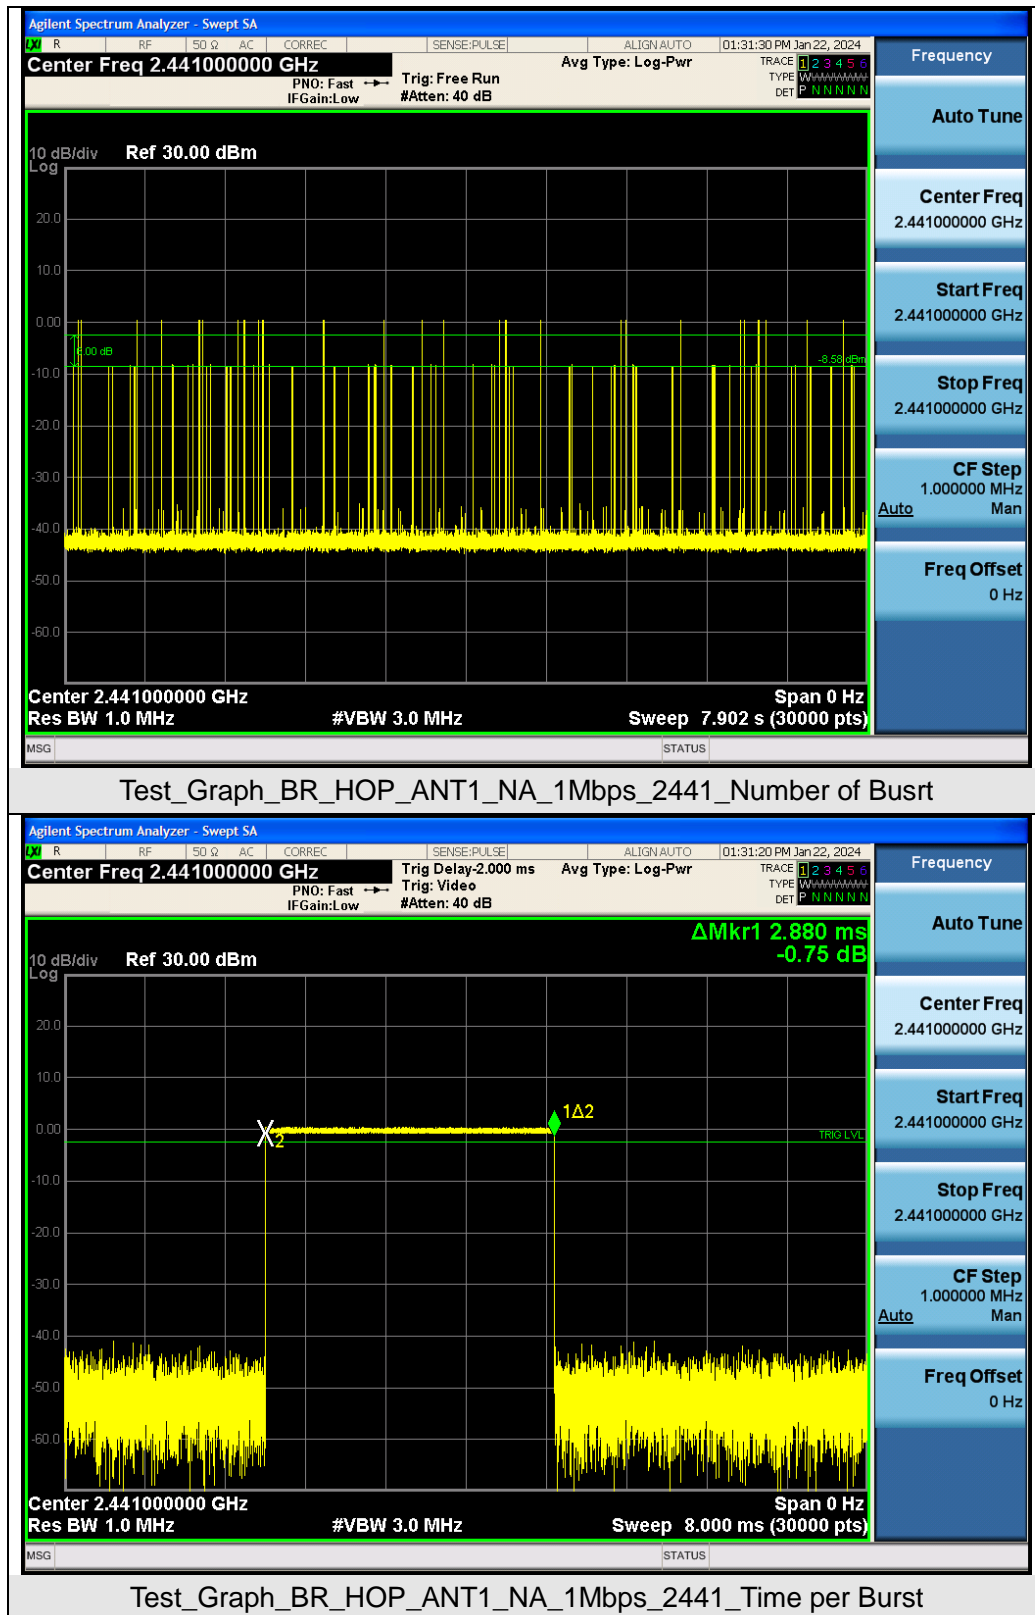 Agilent Spectrum Analyzer - Swept SA
LXI R RF 50 Ω AC CORREC SENSE:PULSE ALIGN AUTO 01:31:30 PM Jan 22, 2024
Center Freq 2.441000000 GHz
PNO: Fast
IFGain:Low
Trig: Free Run
#Atten: 40 dB
Avg Type: Log-Pwr
TRACE 1 2 3 4 5 6
TYPE W
DET P N N N N N
Frequency
Auto Tune
Center Freq
2.441000000 GHz
Start Freq
2.441000000 GHz
Stop Freq
2.441000000 GHz
CF Step
1.000000 MHz
Auto Man
Freq Offset
0 Hz
10 dB/div Ref 30.00 dBm
Log
20.0
10.0
0.00
6.00 dB
-8.58 dBm
-10.0
-20.0
-30.0
-40.0
-50.0
-60.0
Center 2.441000000 GHz Span 0 Hz
Res BW 1.0 MHz #VBW 3.0 MHz Sweep 7.902 s (30000 pts)
MSG STATUS
Test_Graph_BR_HOP_ANT1_NA_1Mbps_2441_Number of Busrt
Agilent Spectrum Analyzer - Swept SA
LXI R RF 50 Ω AC CORREC SENSE:PULSE ALIGN AUTO 01:31:20 PM Jan 22, 2024
Center Freq 2.441000000 GHz
PNO: Fast
IFGain:Low
Trig Delay-2.000 ms
Trig: Video
#Atten: 40 dB
Avg Type: Log-Pwr
TRACE 1 2 3 4 5 6
TYPE W
DET P N N N N N
Frequency
Auto Tune
Center Freq
2.441000000 GHz
Start Freq
2.441000000 GHz
Stop Freq
2.441000000 GHz
CF Step
1.000000 MHz
Auto Man
Freq Offset
0 Hz
ΔMkr1 2.880 ms
-0.75 dB
10 dB/div Ref 30.00 dBm
Log
20.0
10.0
0.00
1Δ2
2
TRIG LVL
-10.0
-20.0
-30.0
-40.0
-50.0
-60.0
Center 2.441000000 GHz Span 0 Hz
Res BW 1.0 MHz #VBW 3.0 MHz Sweep 8.000 ms (30000 pts)
MSG STATUS
Test_Graph_BR_HOP_ANT1_NA_1Mbps_2441_Time per Burst